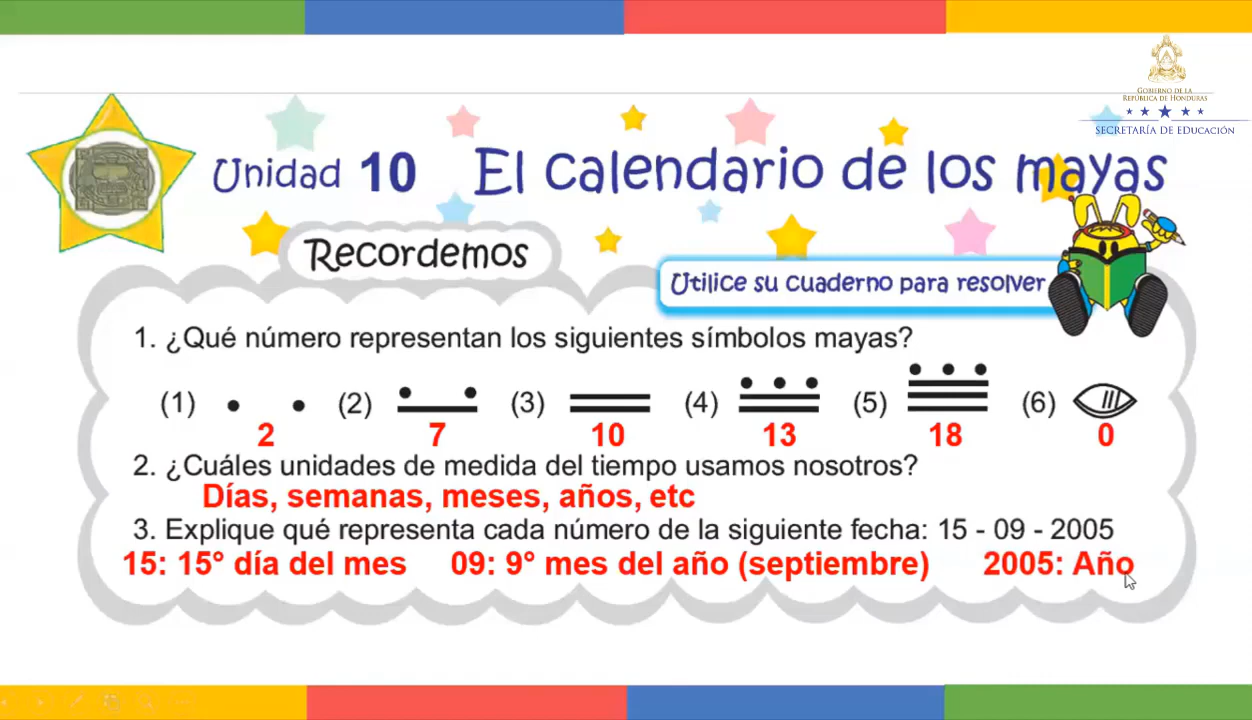 GOBIERNO DE LA
REPÚBLICA DE HONDURAS
SECRETARÍA DE EDUCACIÓN
Unidad 10 El calendario de los mayas
Recordemos
Utilice su cuaderno para resolver
1. ¿Qué número representan los siguientes símbolos mayas?
(1) (2) (3) (4) (5) (6)
2 7 10 13 18 0
2. ¿Cuáles unidades de medida del tiempo usamos nosotros?
Días, semanas, meses, años, etc
3. Explique qué representa cada número de la siguiente fecha: 15 - 09 - 2005
15: 15° día del mes 09: 9° mes del año (septiembre) 2005: Año